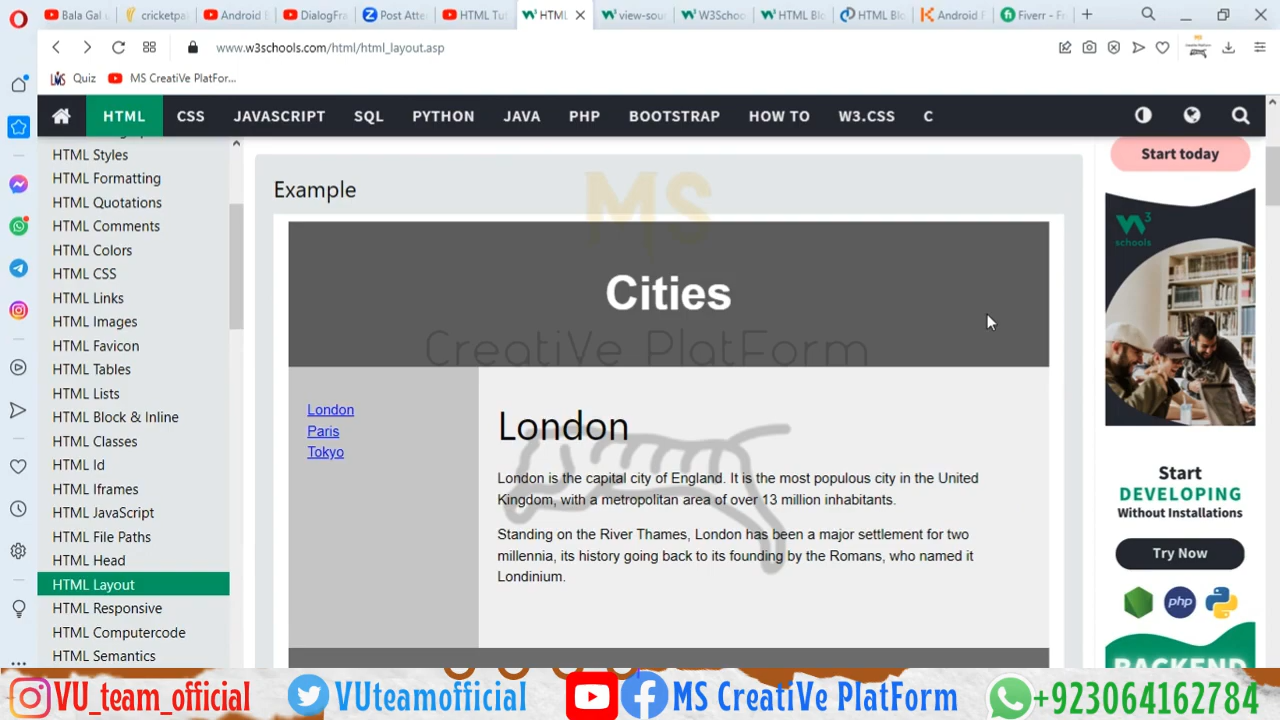 Bala Gal
cricketpa
Android
DialogFra
Post Atte
HTML Tu
HTML
view-sou
W3Schoo
HTML Blo
HTML Blo
Android F
Fiverr - Fr
www.w3schools.com/html/html_layout.asp
Quiz
MS CreatiVe PlatFor...
HTML
CSS
JAVASCRIPT
SQL
PYTHON
JAVA
PHP
BOOTSTRAP
HOW TO
W3.CSS
C
HTML Styles
HTML Formatting
HTML Quotations
HTML Comments
HTML Colors
HTML CSS
HTML Links
HTML Images
HTML Favicon
HTML Tables
HTML Lists
HTML Block & Inline
HTML Classes
HTML Id
HTML Iframes
HTML JavaScript
HTML File Paths
HTML Head
HTML Layout
HTML Responsive
HTML Computercode
HTML Semantics
Example
MS
Cities
CreatiVe PlatForm
London
Paris
Tokyo
London
London is the capital city of England. It is the most populous city in the United
Kingdom, with a metropolitan area of over 13 million inhabitants.
Standing on the River Thames, London has been a major settlement for two
millennia, its history going back to its founding by the Romans, who named it
Londinium.
Start today
W3
schools
Start
DEVELOPING
Without Installations
Try Now
php
BACKEND
VU_team_official
VUteamofficial
MS CreatiVe PlatForm
+923064162784